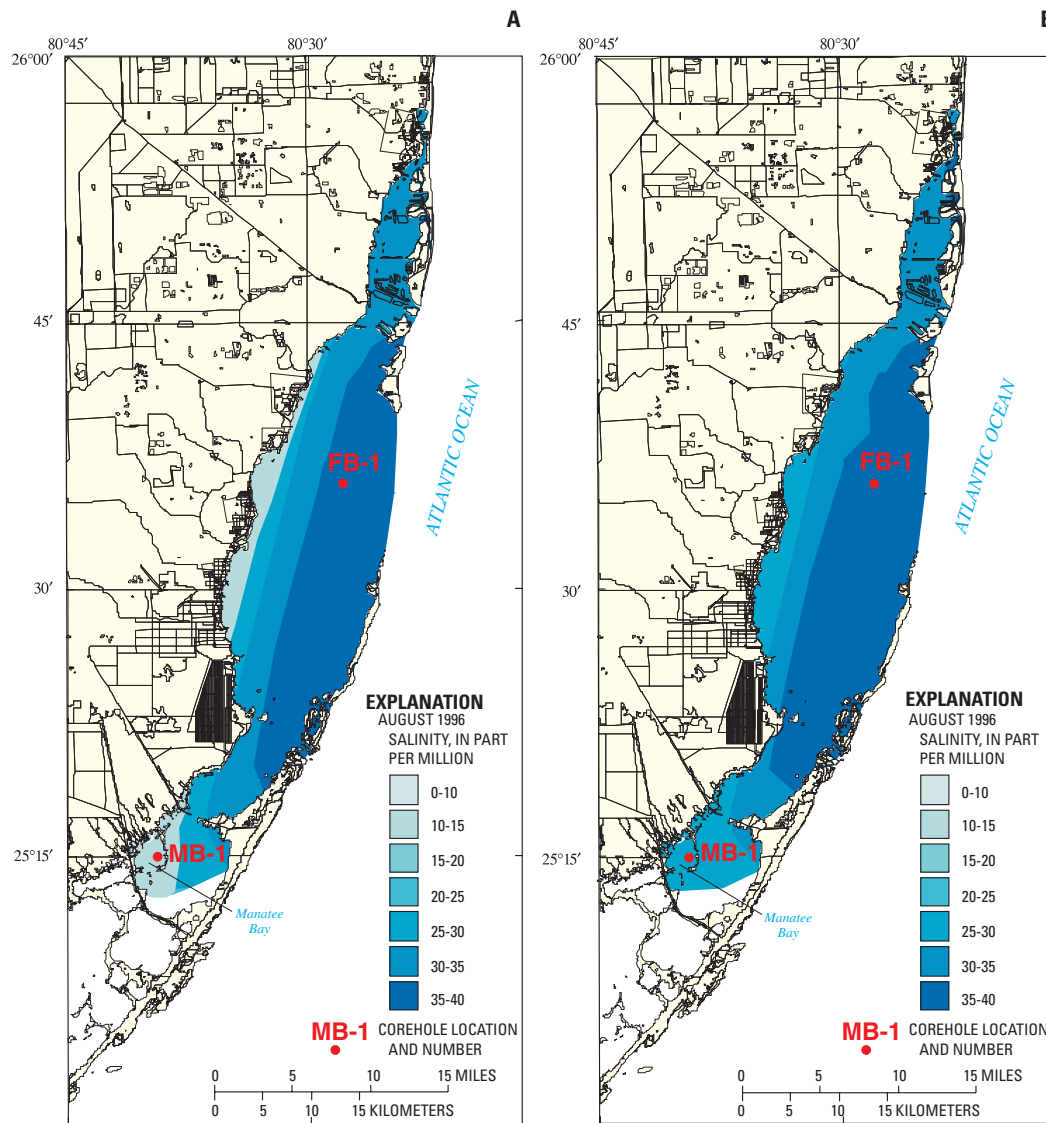 A
80°45′ 80°30′
26°00′
45′
FB-1
ATLANTIC OCEAN
30′
EXPLANATION
AUGUST 1996
SALINITY, IN PART
PER MILLION
0-10
10-15
15-20
20-25
25-30
30-35
35-40
MB-1
25°15′
Manatee
Bay
MB-1 COREHOLE LOCATION
AND NUMBER
0 5 10 15 MILES
0 5 10 15 KILOMETERS
80°45′ 80°30′
26°00′
45′
FB-1
ATLANTIC OCEAN
30′
EXPLANATION
AUGUST 1996
SALINITY, IN PART
PER MILLION
0-10
10-15
15-20
20-25
25-30
30-35
35-40
MB-1
25°15′
Manatee
Bay
MB-1 COREHOLE LOCATION
AND NUMBER
0 5 10 15 MILES
0 5 10 15 KILOMETERS